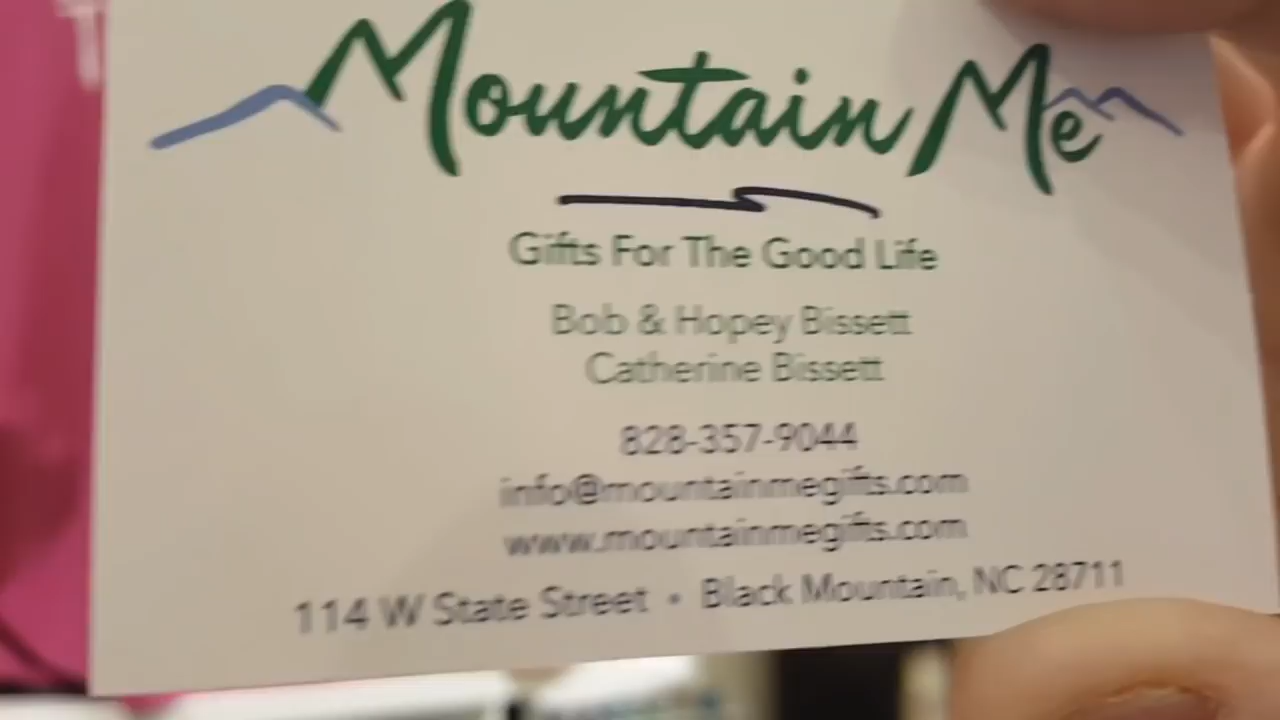 Mountain Me
Gifts For The Good Life
Bob & Hopey Bissett
Catherine Bissett
828-357-9044
info@mountainmegifts.com
www.mountainmegifts.com
114 W State Street • Black Mountain, NC 28711